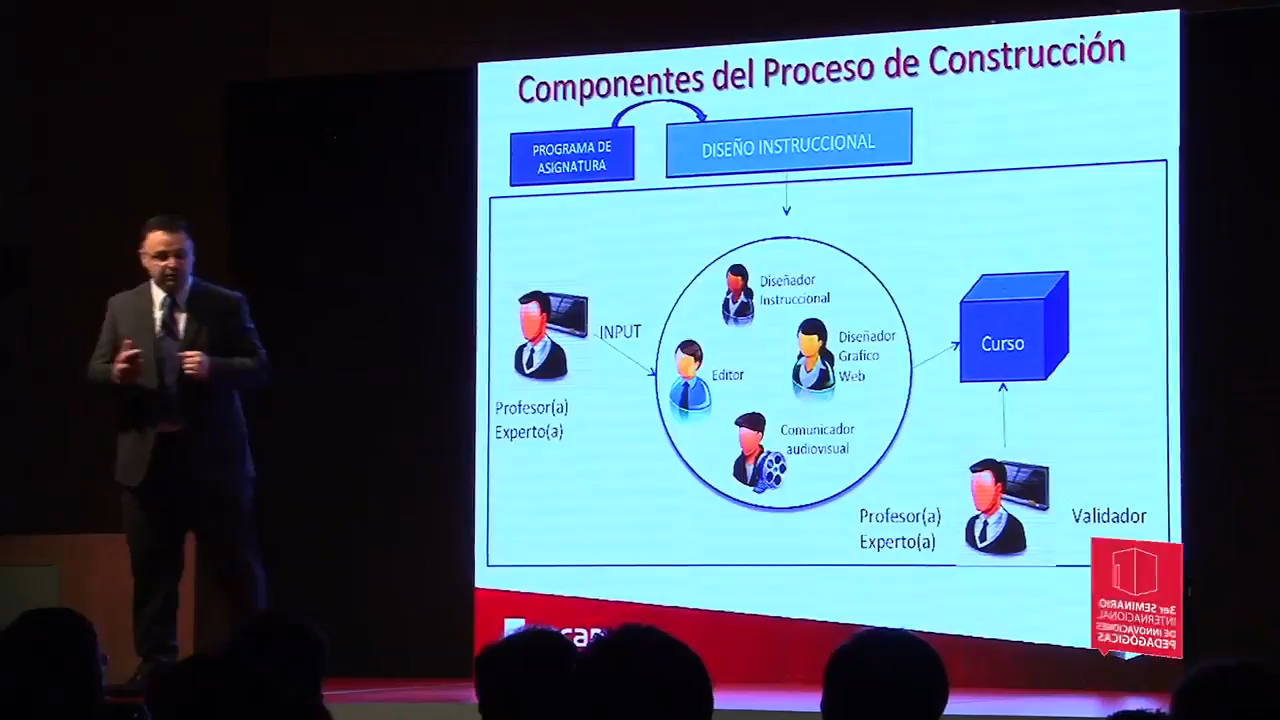 Componentes del Proceso de Construcción
PROGRAMA DE
ASIGNATURA
DISEÑO INSTRUCCIONAL
Diseñador
Instruccional
INPUT
Diseñador
Grafico
Web
Editor
Curso
Profesor(a)
Experto(a)
Comunicador
audiovisual
Profesor(a)
Experto(a)
Validador
3er SEMINARIO
INTERNACIONAL
DE INNOVACIONES
PEDAGÓGICAS